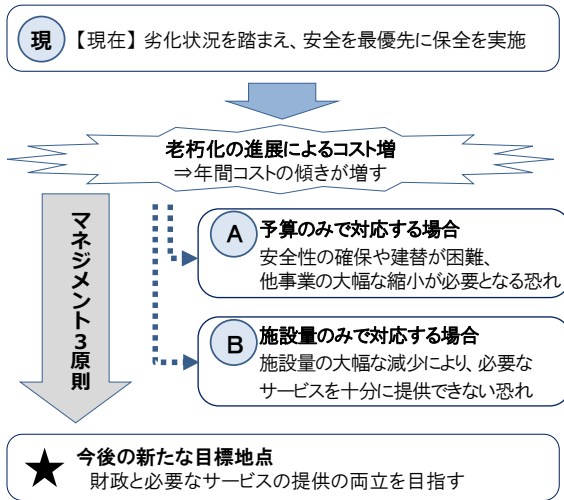 現 【現在】 劣化状況を踏まえ、安全を最優先に保全を実施
老朽化の進展によるコスト増
⇒年間コストの傾きが増す
マネジメント3原則
A 予算のみで対応する場合
安全性の確保や建替が困難、
他事業の大幅な縮小が必要となる恐れ
B 施設量のみで対応する場合
施設量の大幅な減少により、必要な
サービスを十分に提供できない恐れ
★ 今後の新たな目標地点
財政と必要なサービスの提供の両立を目指す